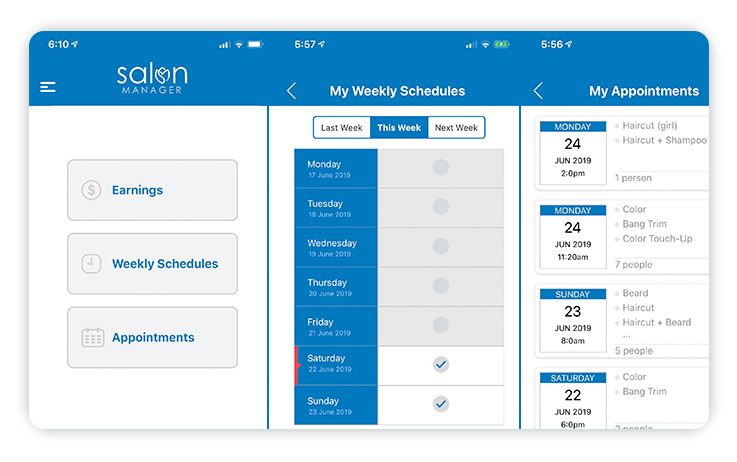 6:10
salon
MANAGER
Earnings
Weekly Schedules
Appointments
5:57
My Weekly Schedules
Last Week This Week Next Week
Monday
17 June 2019
Tuesday
18 June 2019
Wednesday
19 June 2019
Thursday
20 June 2019
Friday
21 June 2019
Saturday
22 June 2019
Sunday
23 June 2019
5:56
My Appointments
MONDAY
24
JUN 2019
2:0pm
Haircut (girl)
Haircut + Shampoo
1 person
MONDAY
24
JUN 2019
11:20am
Color
Bang Trim
Color Touch-Up
7 people
SUNDAY
23
JUN 2019
8:0am
Beard
Haircut
Haircut + Beard
...
5 people
SATURDAY
22
JUN 2019
6:0pm
Color
Bang Trim
people